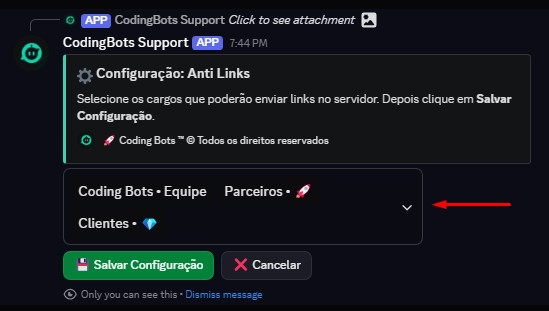 APP CodingBots Support Click to see attachment
CodingBots Support APP 7:44 PM
Configuração: Anti Links
Selecione os cargos que poderão enviar links no servidor. Depois clique em Salvar
Configuração.
🚀 Coding Bots ™ © Todos os direitos reservados
Coding Bots • Equipe Parceiros • 🚀
Clientes • 💎
💾 Salvar Configuração ❌ Cancelar
Only you can see this • Dismiss message